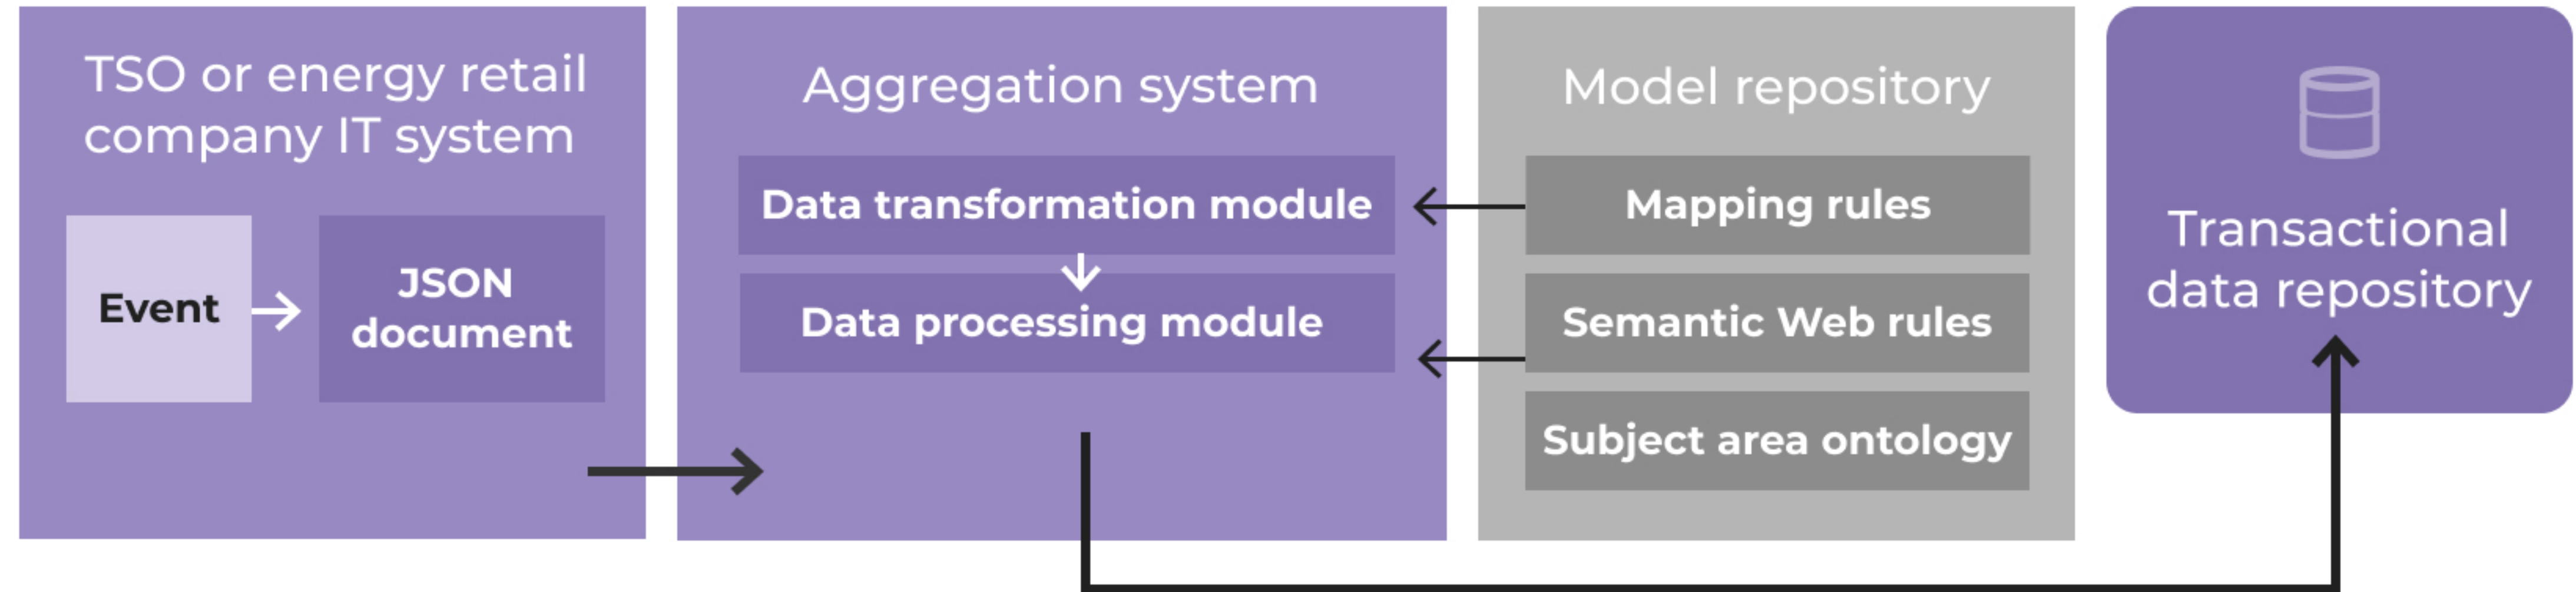 TSO or energy retail
company IT system
Event
JSON
document
Aggregation system
Data transformation module
Data processing module
Model repository
Mapping rules
Semantic Web rules
Subject area ontology
Transactional
data repository